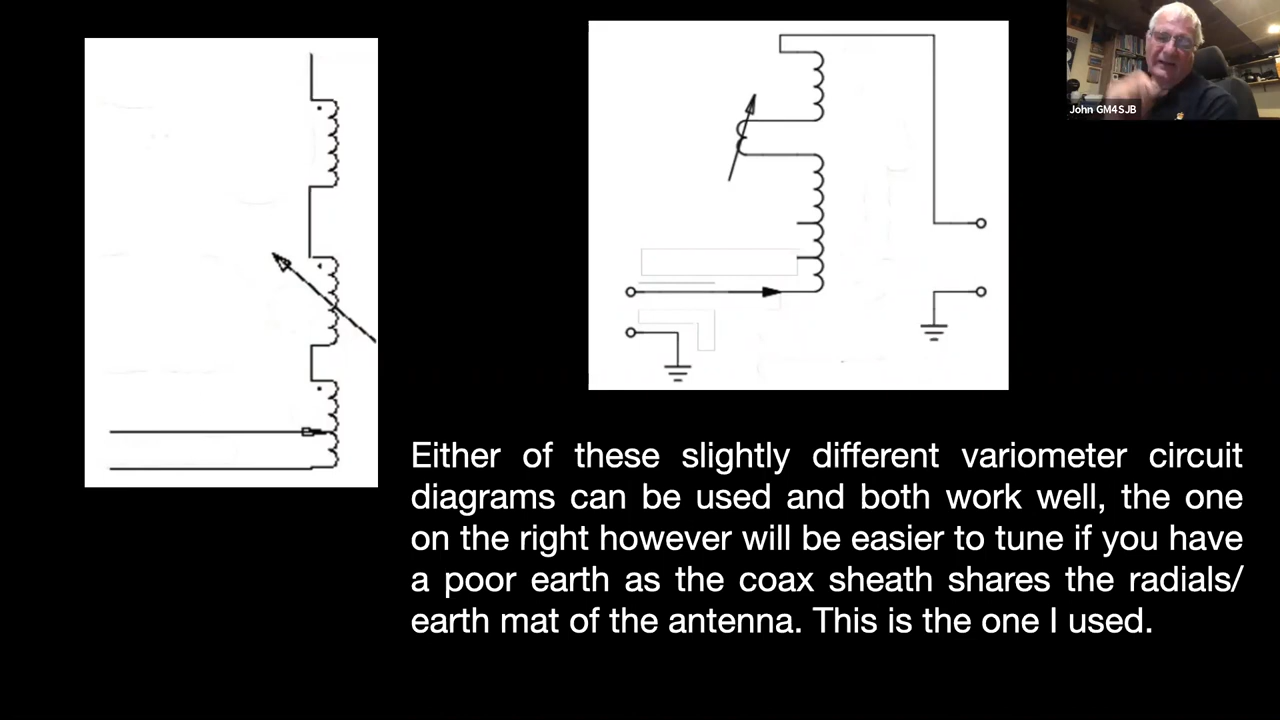 John GM4SJB
Either of these slightly different variometer circuit
diagrams can be used and both work well, the one
on the right however will be easier to tune if you have
a poor earth as the coax sheath shares the radials/
earth mat of the antenna. This is the one I used.